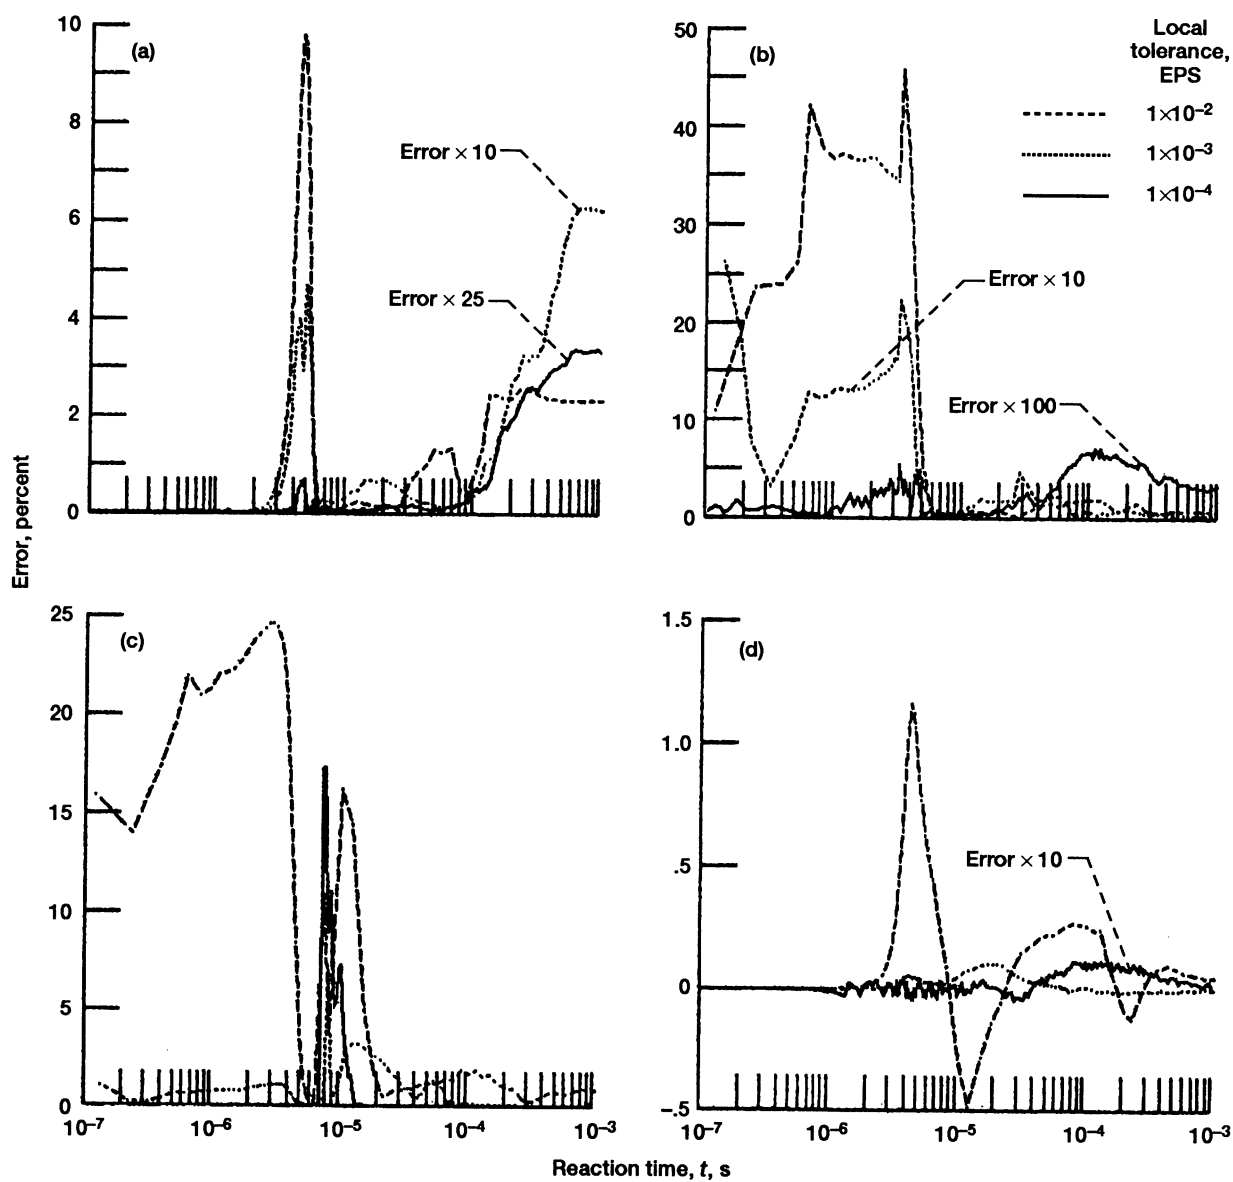 10
8
6
4
2
0
(a)
Error × 10
Error × 25
50
40
30
20
10
0
(b)
Local
tolerance,
EPS
1×10–2
1×10–3
1×10–4
Error × 10
Error × 100
Error, percent
25
20
15
10
5
0
(c)
10–7
10–6
10–5
10–4
10–3
1.5
1.0
.5
0
–.5
(d)
Error × 10
10–7
10–6
10–5
10–4
10–3
Reaction time, t, s